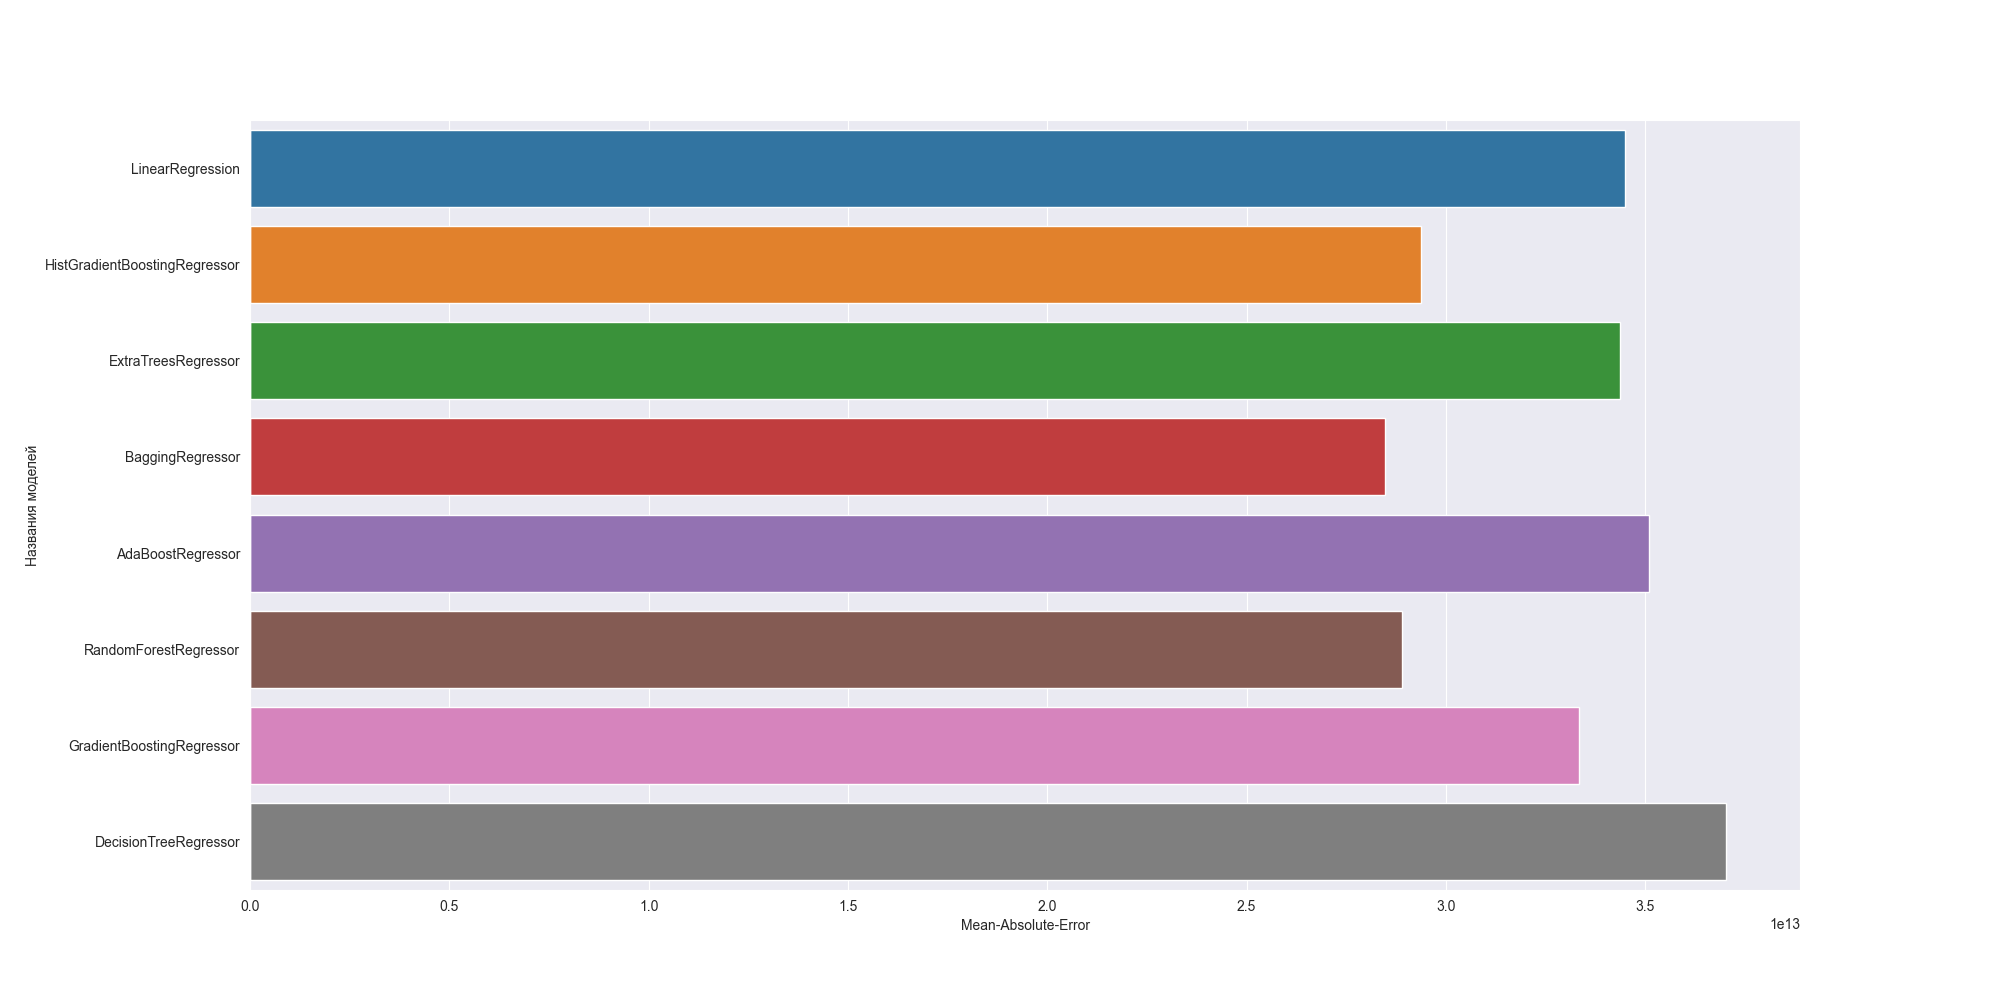 Названия моделей
LinearRegression
HistGradientBoostingRegressor
ExtraTreesRegressor
BaggingRegressor
AdaBoostRegressor
RandomForestRegressor
GradientBoostingRegressor
DecisionTreeRegressor
0.0 0.5 1.0 1.5 2.0 2.5 3.0 3.5
Mean-Absolute-Error
1e13